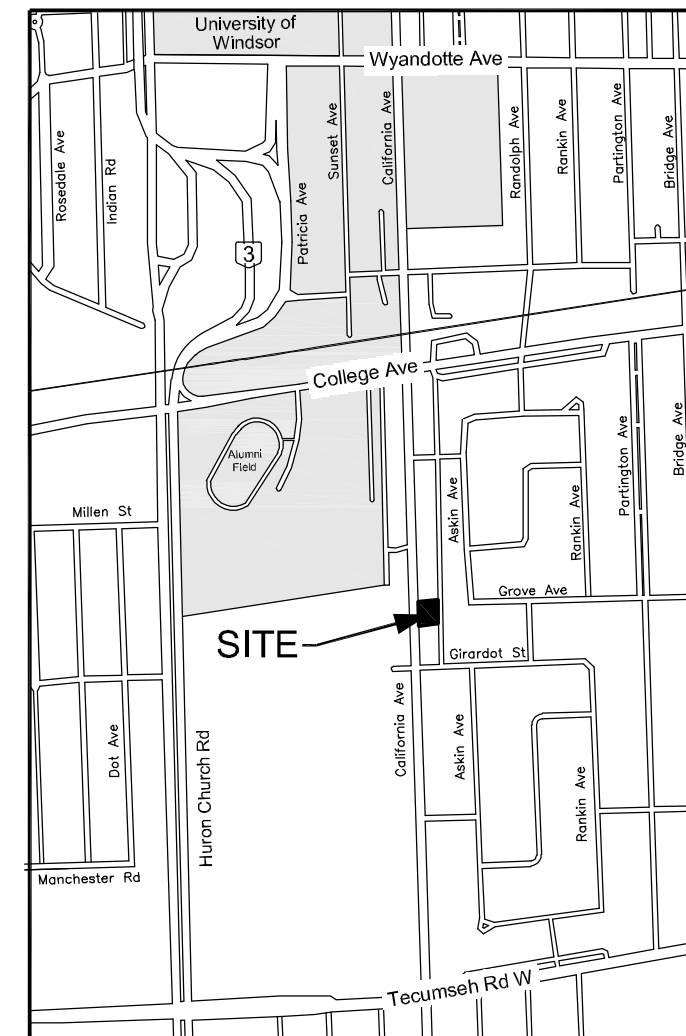 University of
Windsor
Wyandotte Ave
Rosedale Ave
Indian Rd
Patricia Ave
Sunset Ave
California Ave
Randolph Ave
Rankin Ave
Partington Ave
Bridge Ave
3
College Ave
Alumni
Field
Millen St
Askin Ave
Rankin Ave
Partington Ave
Bridge Ave
Grove Ave
SITE
Girardot St
Dot Ave
Huron Church Rd
California Ave
Askin Ave
Rankin Ave
Manchester Rd
Tecumseh Rd W